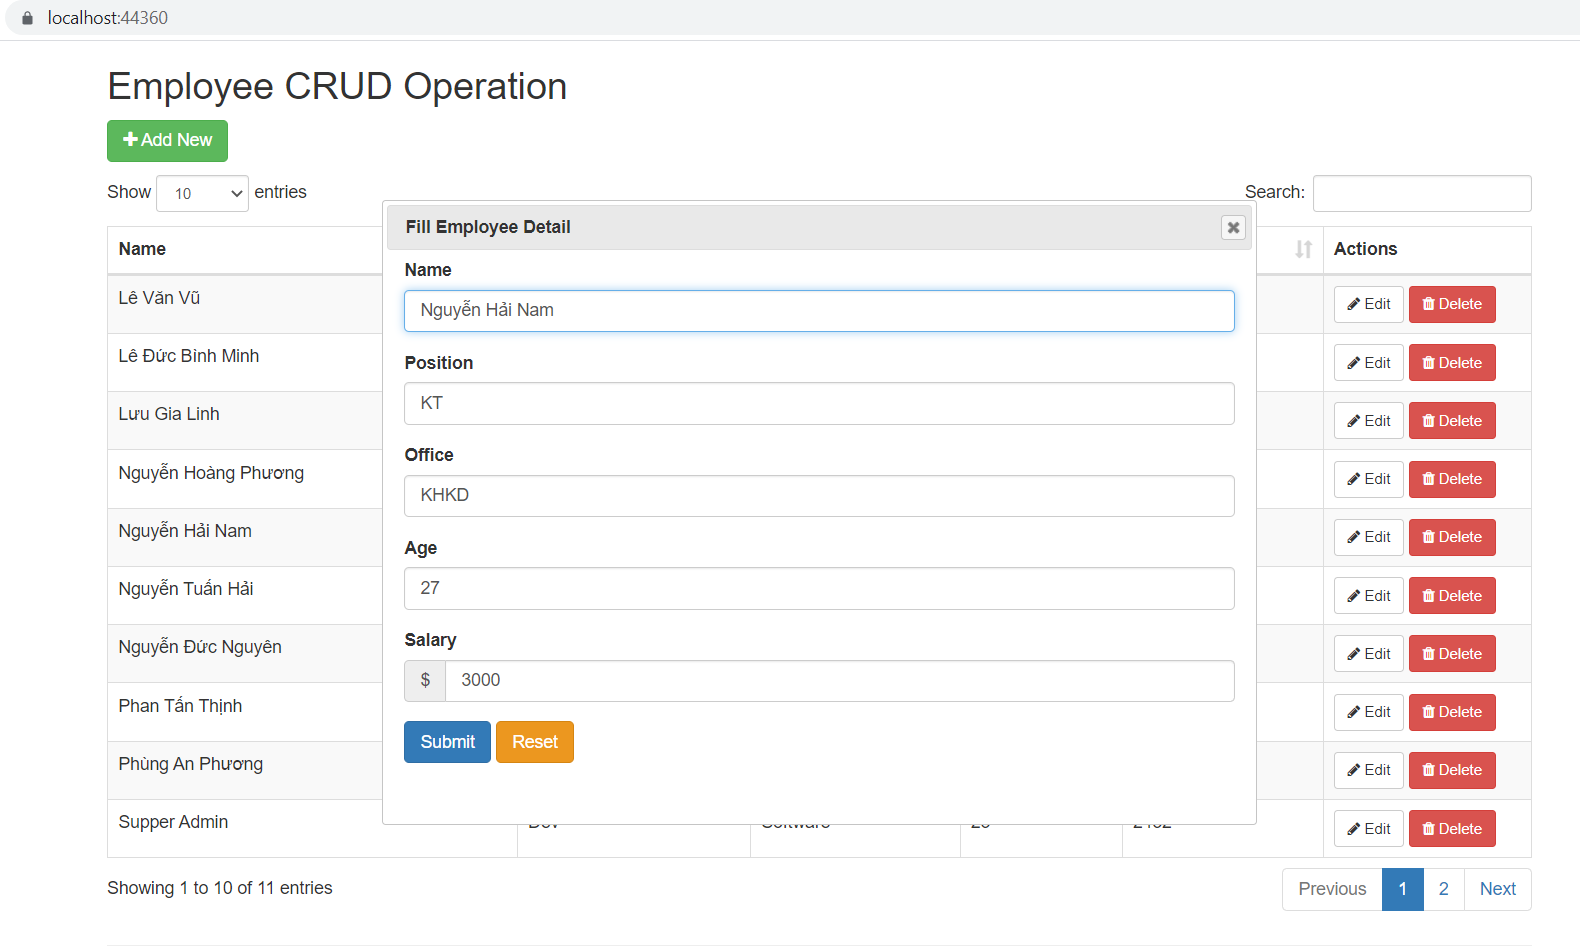 localhost:44360
Employee CRUD Operation
Add New
Show 10 entries
Search:
Name
Actions
Fill Employee Detail
Name
Nguyễn Hải Nam
Position
KT
Office
KHKD
Age
27
Salary
$ 3000
Submit Reset
Lê Văn Vũ
Edit Delete
Lê Đức Bình Minh
Edit Delete
Lưu Gia Linh
Edit Delete
Nguyễn Hoàng Phương
Edit Delete
Nguyễn Hải Nam
Edit Delete
Nguyễn Tuấn Hải
Edit Delete
Nguyễn Đức Nguyên
Edit Delete
Phan Tấn Thịnh
Edit Delete
Phùng An Phương
Edit Delete
Supper Admin
Edit Delete
Showing 1 to 10 of 11 entries
Previous 1 2 Next